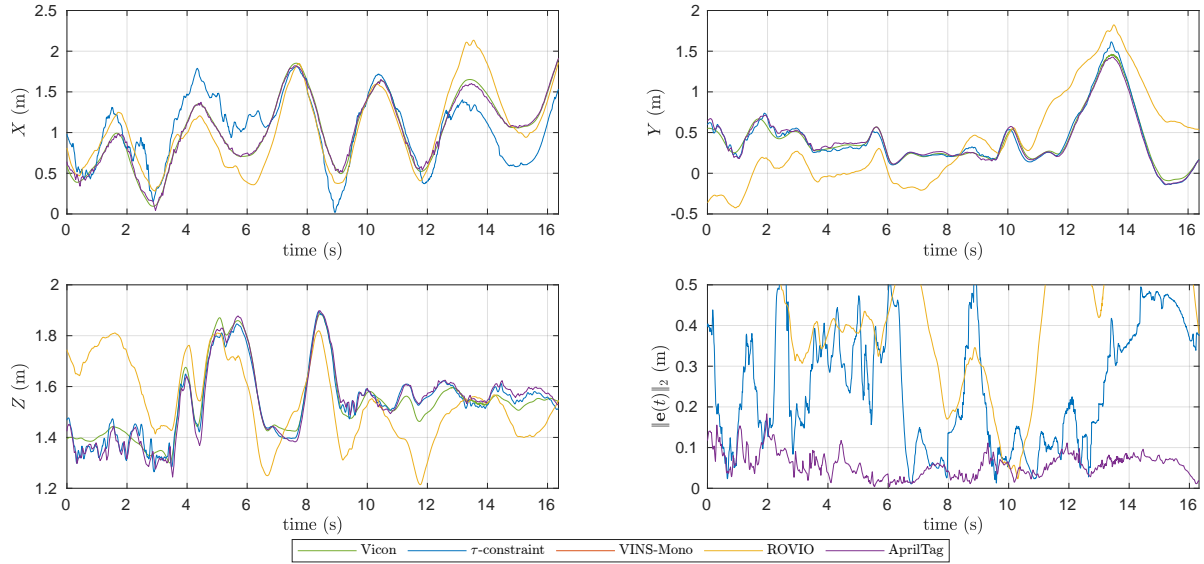 2.5
2
1.5
1
0.5
0
X (m)
0 2 4 6 8 10 12 14 16
time (s)
2
1.5
1
0.5
0
-0.5
Y (m)
0 2 4 6 8 10 12 14 16
time (s)
2
1.8
1.6
1.4
1.2
Z (m)
0 2 4 6 8 10 12 14 16
time (s)
0.5
0.4
0.3
0.2
0.1
0
‖e(t)‖₂ (m)
0 2 4 6 8 10 12 14 16
time (s)
Vicon τ-constraint VINS-Mono ROVIO AprilTag